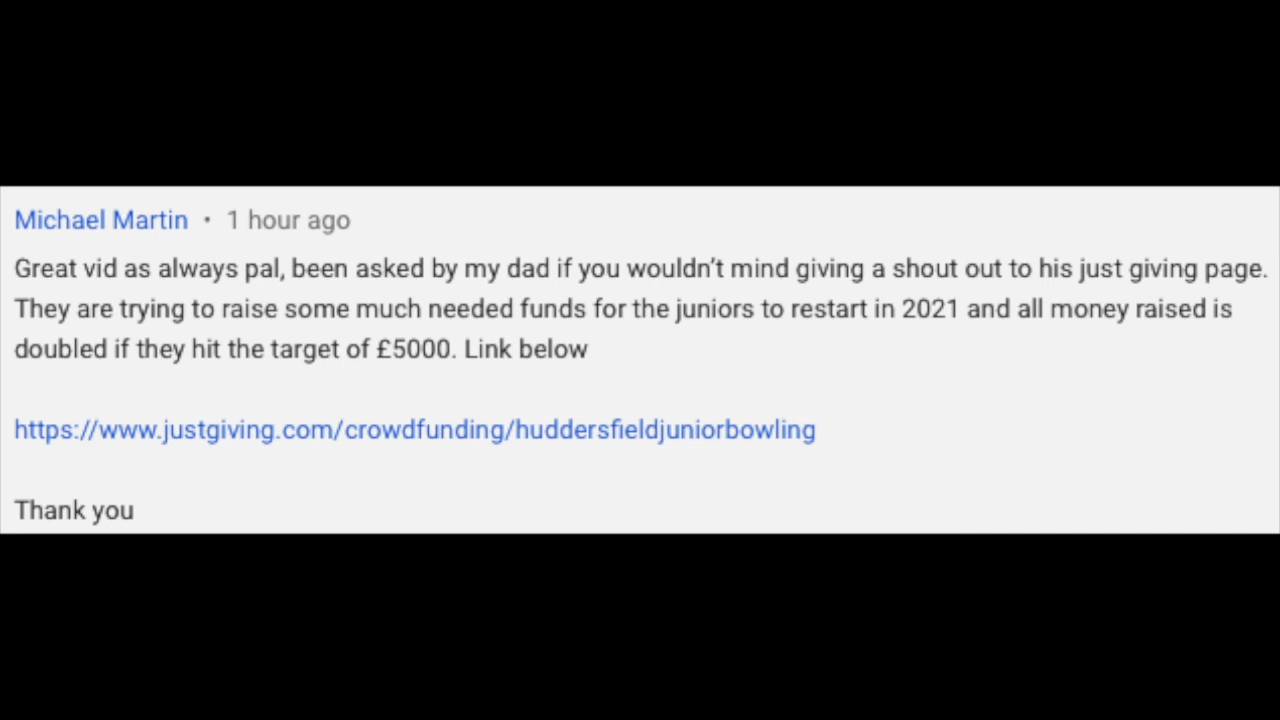 Michael Martin • 1 hour ago
Great vid as always pal, been asked by my dad if you wouldn’t mind giving a shout out to his just giving page.
They are trying to raise some much needed funds for the juniors to restart in 2021 and all money raised is
doubled if they hit the target of £5000. Link below
https://www.justgiving.com/crowdfunding/huddersfieldjuniorbowling
Thank you